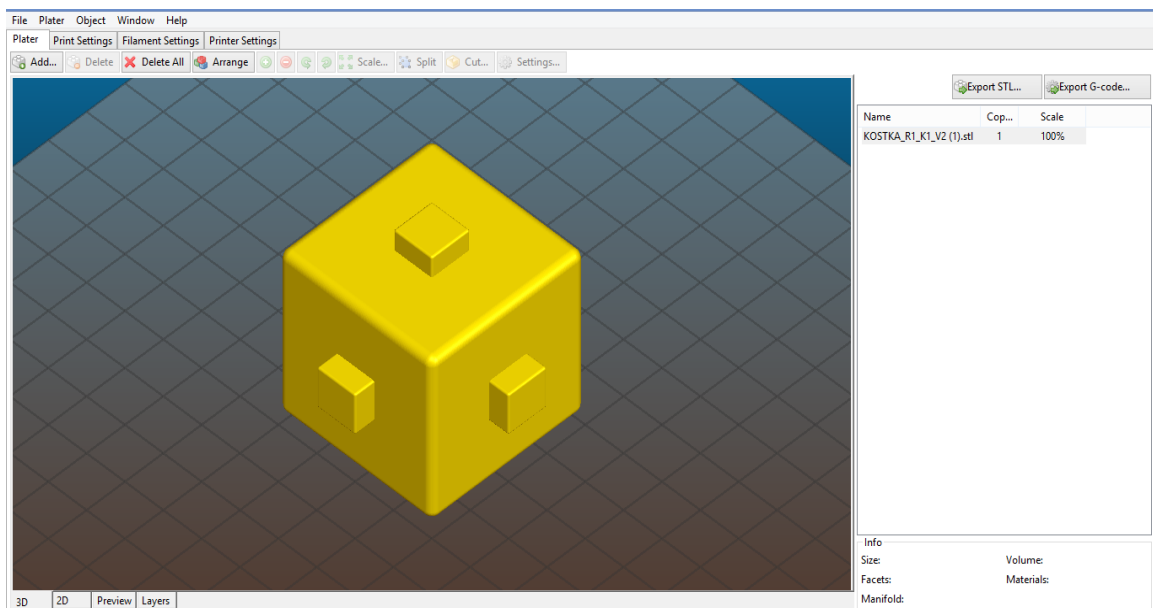 File Plater Object Window Help
Plater Print Settings Filament Settings Printer Settings
Add... Delete Delete All Arrange Scale... Split Cut... Settings...
Export STL... Export G-code...
Name Cop... Scale
KOSTKA_R1_K1_V2 (1).stl 1 100%
Info
Size: Volume:
Facets: Materials:
Manifold:
3D 2D Preview Layers